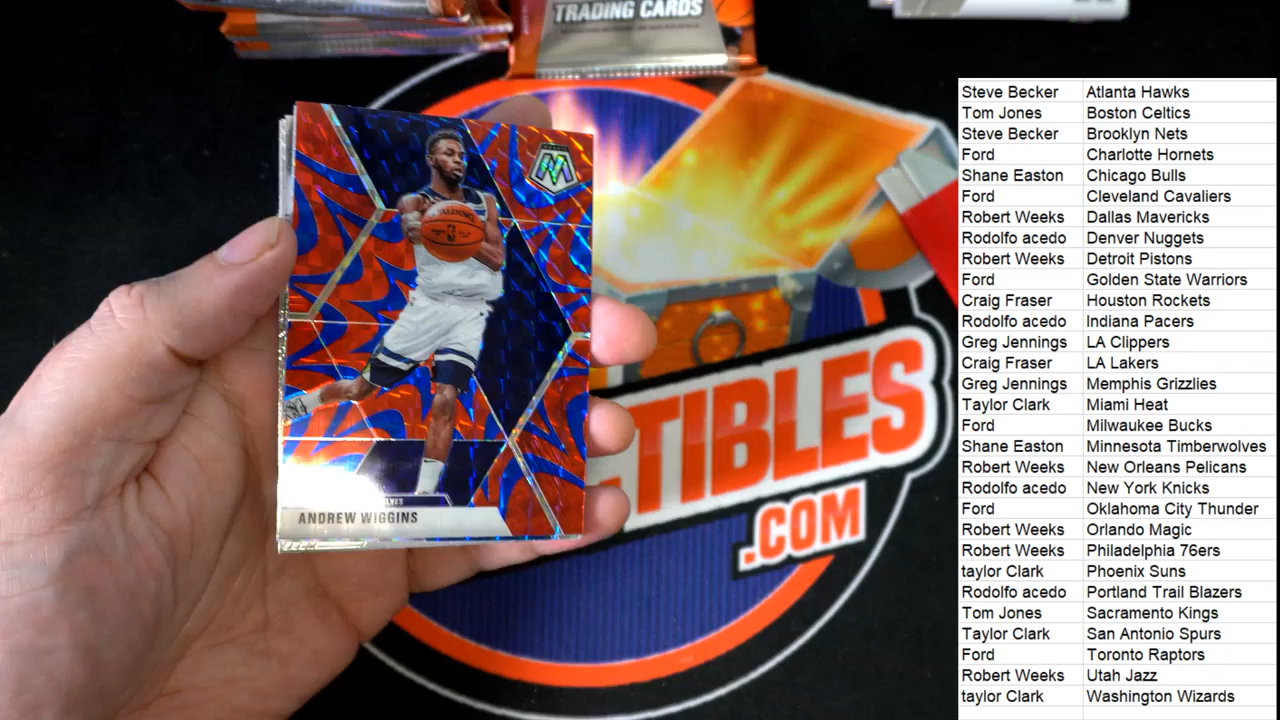 TRADING CARDS
MOSAIC
SPALDING
ANDREW WIGGINS
TIBLES
.COM
Steve Becker Atlanta Hawks
Tom Jones Boston Celtics
Steve Becker Brooklyn Nets
Ford Charlotte Hornets
Shane Easton Chicago Bulls
Ford Cleveland Cavaliers
Robert Weeks Dallas Mavericks
Rodolfo acedo Denver Nuggets
Robert Weeks Detroit Pistons
Ford Golden State Warriors
Craig Fraser Houston Rockets
Rodolfo acedo Indiana Pacers
Greg Jennings LA Clippers
Craig Fraser LA Lakers
Greg Jennings Memphis Grizzlies
Taylor Clark Miami Heat
Ford Milwaukee Bucks
Shane Easton Minnesota Timberwolves
Robert Weeks New Orleans Pelicans
Rodolfo acedo New York Knicks
Ford Oklahoma City Thunder
Robert Weeks Orlando Magic
Robert Weeks Philadelphia 76ers
taylor Clark Phoenix Suns
Rodolfo acedo Portland Trail Blazers
Tom Jones Sacramento Kings
Taylor Clark San Antonio Spurs
Ford Toronto Raptors
Robert Weeks Utah Jazz
taylor Clark Washington Wizards